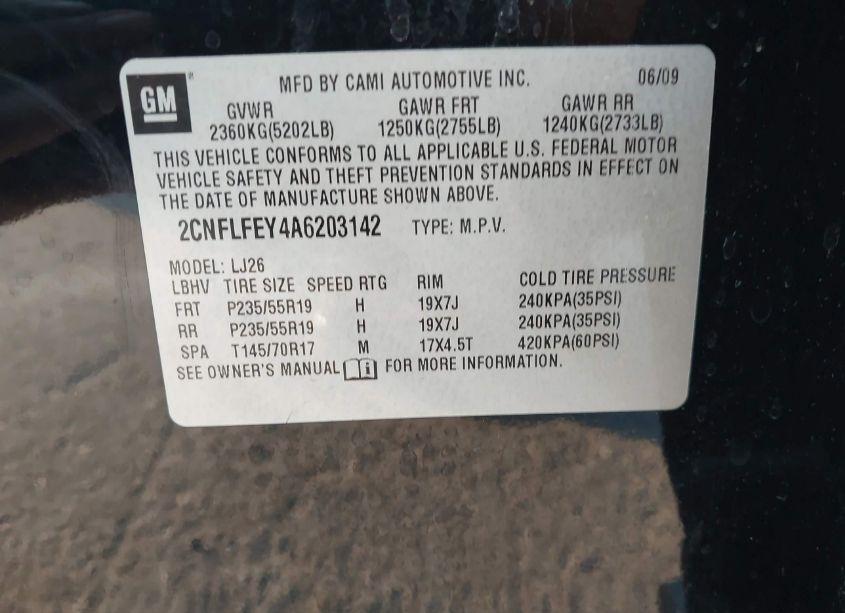 GM
MFD BY CAMI AUTOMOTIVE INC. 06/09
GVWR GAWR FRT GAWR RR
2360KG(5202LB) 1250KG(2755LB) 1240KG(2733LB)
THIS VEHICLE CONFORMS TO ALL APPLICABLE U.S. FEDERAL MOTOR
VEHICLE SAFETY AND THEFT PREVENTION STANDARDS IN EFFECT ON
THE DATE OF MANUFACTURE SHOWN ABOVE.
2CNFLFEY4A6203142 TYPE: M.P.V.
MODEL: LJ26
LBHV TIRE SIZE SPEED RTG RIM COLD TIRE PRESSURE
FRT P235/55R19 H 19X7J 240KPA(35PSI)
RR P235/55R19 H 19X7J 240KPA(35PSI)
SPA T145/70R17 M 17X4.5T 420KPA(60PSI)
SEE OWNER'S MANUAL FOR MORE INFORMATION.